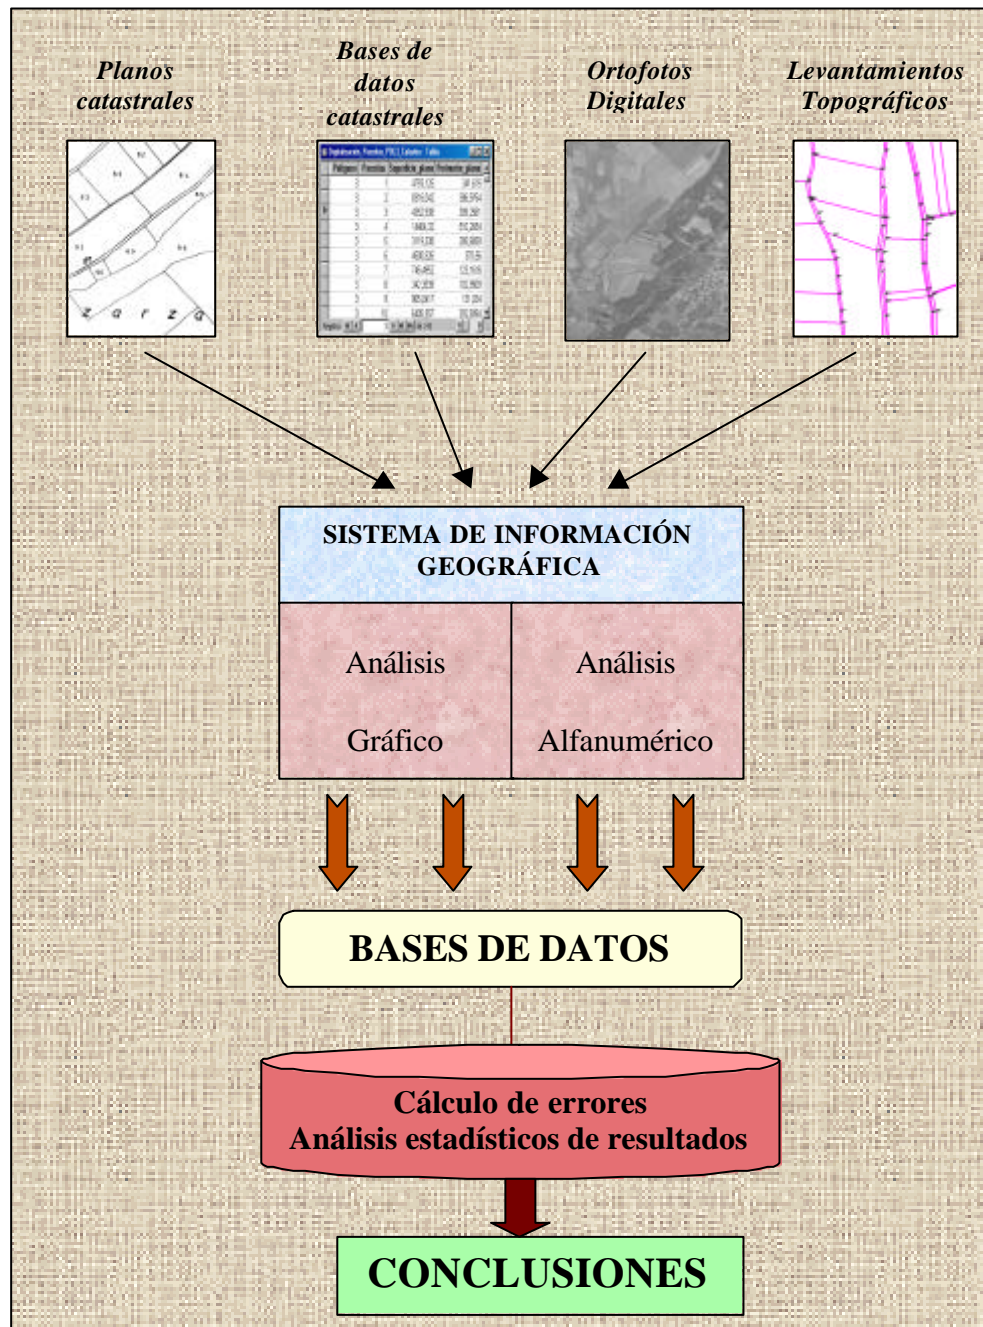 Planos
catastrales
Bases de
datos
catastrales
Ortofotos
Digitales
Levantamientos
Topográficos
z a r z a
SISTEMA DE INFORMACIÓN
GEOGRÁFICA
Análisis
Gráfico
Análisis
Alfanumérico
BASES DE DATOS
Cálculo de errores
Análisis estadísticos de resultados
CONCLUSIONES